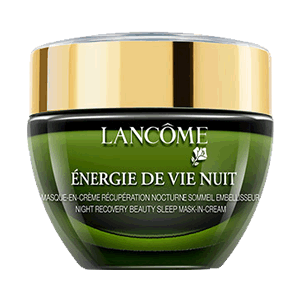 LANCÔME
ÉNERGIE DE VIE NUIT
MASQUE-EN-CRÈME RÉCUPÉRATION NOCTURNE SOMMEIL EMBELLISSEUR
NIGHT RECOVERY BEAUTY SLEEP MASK-IN-CREAM